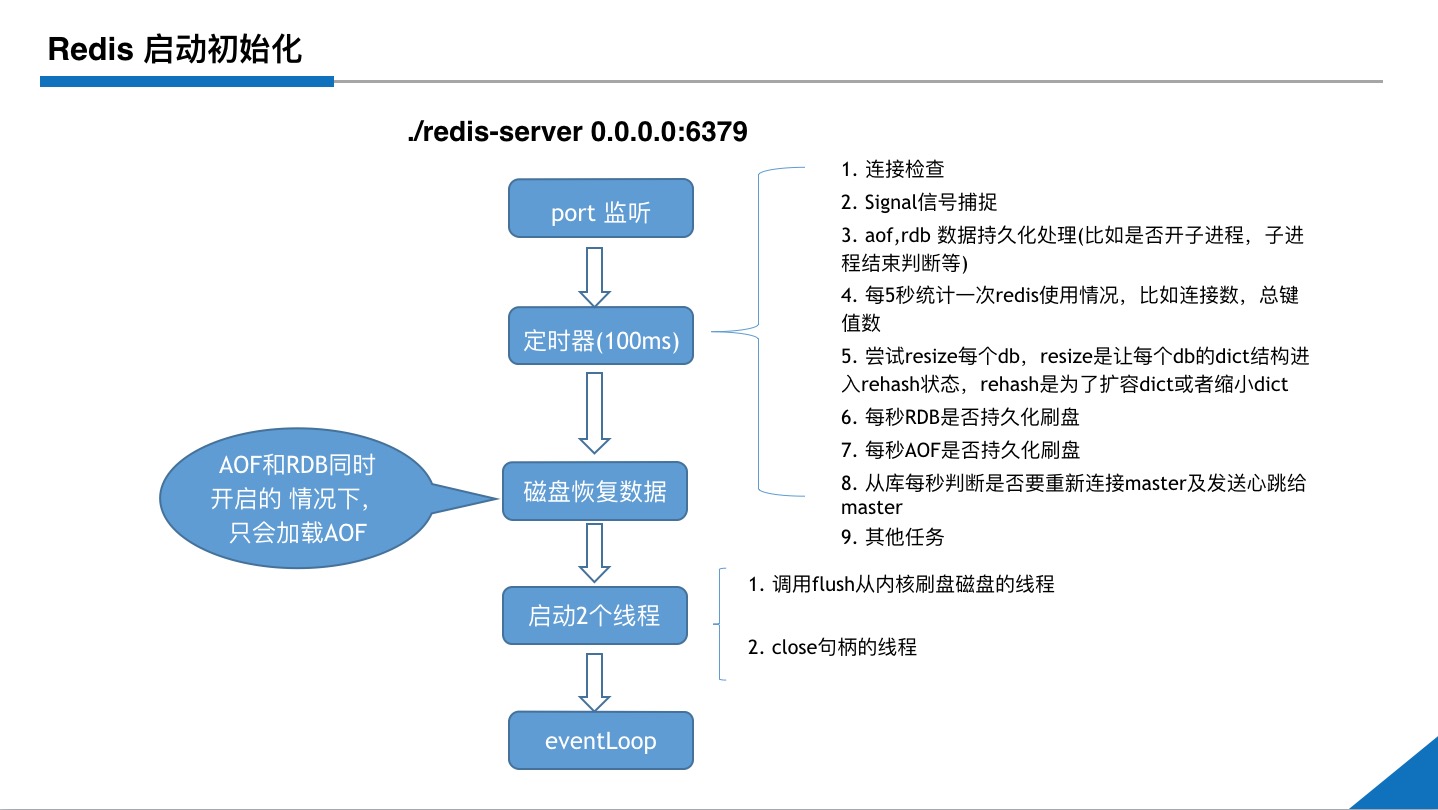 Redis 启动初始化
./redis-server 0.0.0.0:6379
port 监听
定时器(100ms)
1. 连接检查
2. Signal信号捕捉
3. aof,rdb 数据持久化处理(比如是否开子进程，子进
程结束判断等)
4. 每5秒统计一次redis使用情况，比如连接数，总键
值数
5. 尝试resize每个db，resize是让每个db的dict结构进
入rehash状态，rehash是为了扩容dict或者缩小dict
6. 每秒RDB是否持久化刷盘
7. 每秒AOF是否持久化刷盘
8. 从库每秒判断是否要重新连接master及发送心跳给
master
9. 其他任务
AOF和RDB同时
开启的 情况下，
只会加载AOF
磁盘恢复数据
启动2个线程
1. 调用flush从内核刷盘磁盘的线程
2. close句柄的线程
eventLoop